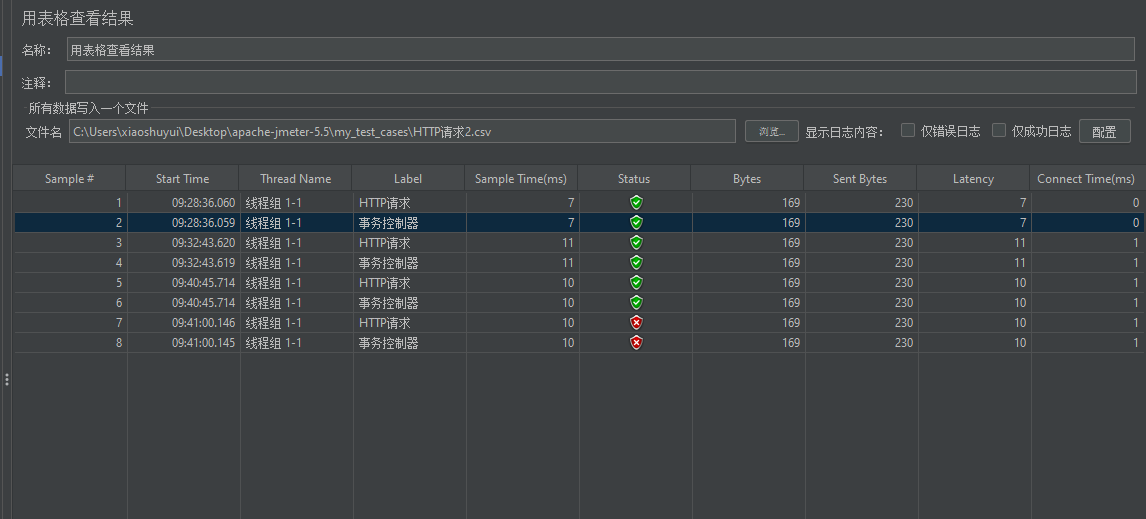 用表格查看结果
名称： 用表格查看结果
注释：
所有数据写入一个文件
文件名 C:\Users\xiaoshuyui\Desktop\apache-jmeter-5.5\my_test_cases\HTTP请求2.csv 浏览... 显示日志内容： 仅错误日志 仅成功日志 配置
Sample # Start Time Thread Name Label Sample Time(ms) Status Bytes Sent Bytes Latency Connect Time(ms)
1 09:28:36.060 线程组 1-1 HTTP请求 7 169 230 7 0
2 09:28:36.059 线程组 1-1 事务控制器 7 169 230 7 0
3 09:32:43.620 线程组 1-1 HTTP请求 11 169 230 11 1
4 09:32:43.619 线程组 1-1 事务控制器 11 169 230 11 1
5 09:40:45.714 线程组 1-1 HTTP请求 10 169 230 10 1
6 09:40:45.714 线程组 1-1 事务控制器 10 169 230 10 1
7 09:41:00.146 线程组 1-1 HTTP请求 10 169 230 10 1
8 09:41:00.145 线程组 1-1 事务控制器 10 169 230 10 1